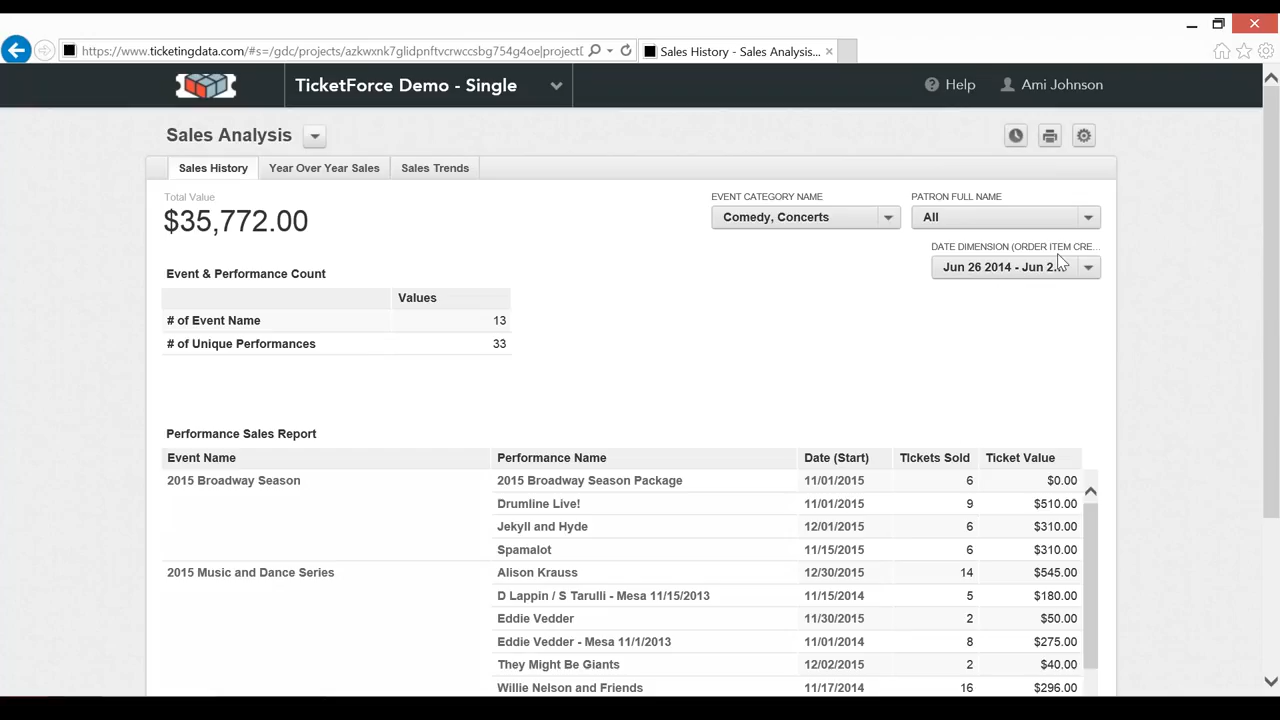 https://www.ticketingdata.com/#s=/gdc/projects/azkwxnk7glidpnftvcrwccsbg754g4oe|project
Sales History - Sales Analysis...
TicketForce Demo - Single
Help
Ami Johnson
Sales Analysis
Sales History
Year Over Year Sales
Sales Trends
Total Value
$35,772.00
EVENT CATEGORY NAME
Comedy, Concerts
PATRON FULL NAME
All
DATE DIMENSION (ORDER ITEM CRE...
Jun 26 2014 - Jun 2...
Event & Performance Count
Values
# of Event Name 13
# of Unique Performances 33
Performance Sales Report
Event Name Performance Name Date (Start) Tickets Sold Ticket Value
2015 Broadway Season 2015 Broadway Season Package 11/01/2015 6 $0.00
Drumline Live! 11/01/2015 9 $510.00
Jekyll and Hyde 12/01/2015 6 $310.00
Spamalot 11/15/2015 6 $310.00
2015 Music and Dance Series Alison Krauss 12/30/2015 14 $545.00
D Lappin / S Tarulli - Mesa 11/15/2013 11/15/2014 5 $180.00
Eddie Vedder 11/30/2015 2 $50.00
Eddie Vedder - Mesa 11/1/2013 11/01/2014 8 $275.00
They Might Be Giants 12/02/2015 2 $40.00
Willie Nelson and Friends 11/17/2014 16 $296.00